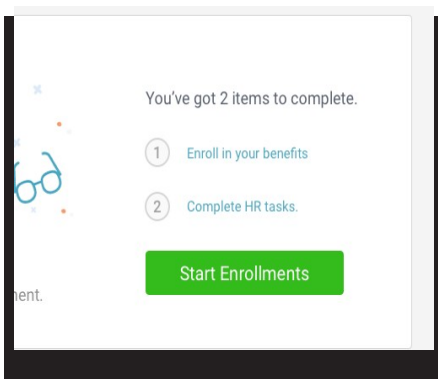 You've got 2 items to complete.
1 Enroll in your benefits
2 Complete HR tasks.
Start Enrollments